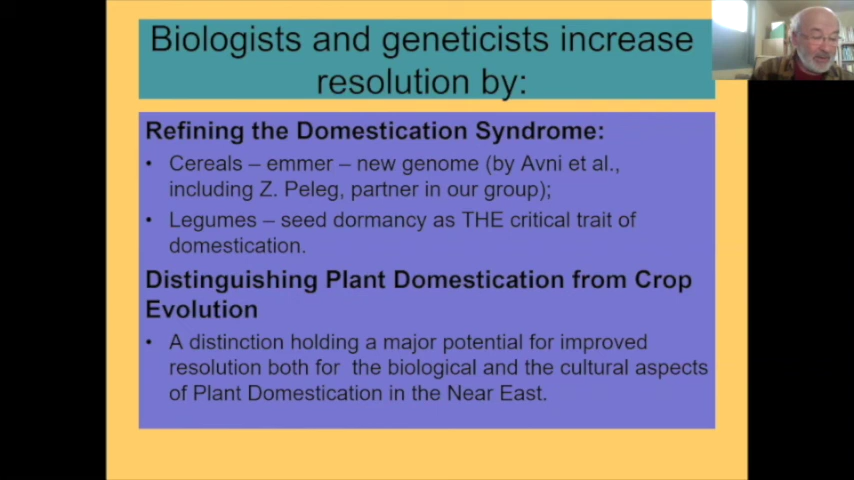 Biologists and geneticists increase
resolution by:
Refining the Domestication Syndrome:
• Cereals – emmer – new genome (by Avni et al.,
including Z. Peleg, partner in our group);
• Legumes – seed dormancy as THE critical trait of
domestication.
Distinguishing Plant Domestication from Crop
Evolution
• A distinction holding a major potential for improved
resolution both for  the biological and the cultural aspects
of Plant Domestication in the Near East.